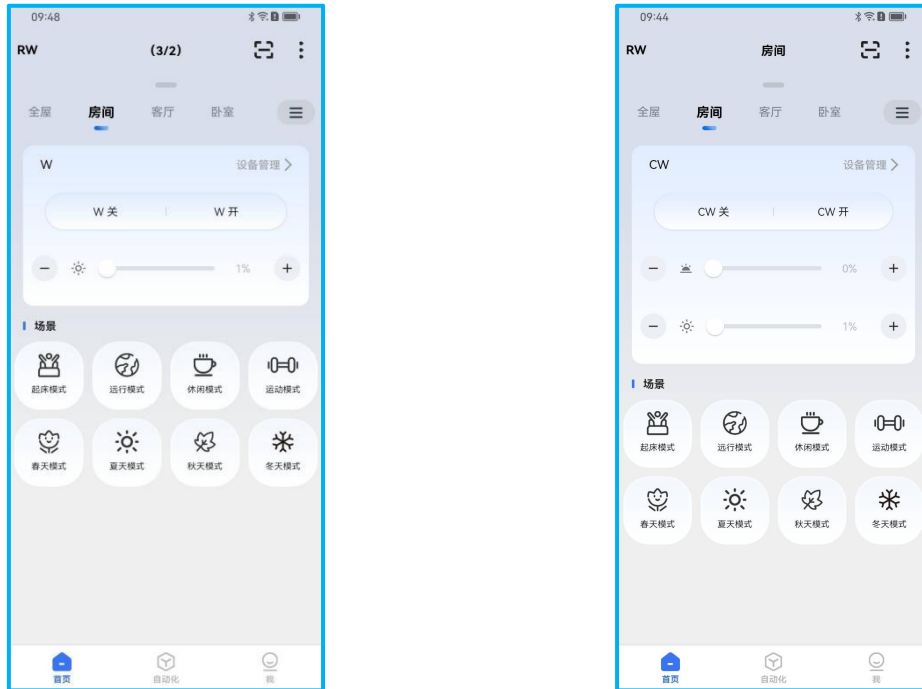 09:48
RW (3/2)
全屋 房间 客厅 卧室
W 设备管理
W 关 W 开
1%
场景
起床模式 远行模式 休闲模式 运动模式
春天模式 夏天模式 秋天模式 冬天模式
首页 自动化 我
09:44
RW 房间
全屋 房间 客厅 卧室
CW 设备管理
CW 关 CW 开
0%
1%
场景
起床模式 远行模式 休闲模式 运动模式
春天模式 夏天模式 秋天模式 冬天模式
首页 自动化 我